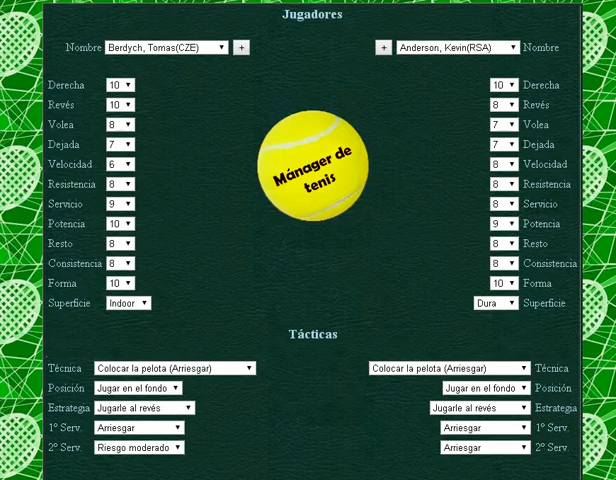 Jugadores
Nombre Berdych, Tomas(CZE) + + Anderson, Kevin(RSA) Nombre
Derecha 10 10 Derecha
Revés 10 8 Revés
Volea 8 7 Volea
Dejada 7 7 Dejada
Velocidad 6 8 Velocidad
Resistencia 8 8 Resistencia
Servicio 9 8 Servicio
Potencia 10 9 Potencia
Resto 8 8 Resto
Consistencia 8 8 Consistencia
Forma 10 10 Forma
Superficie Indoor Dura Superficie
Mánager de
tenis
Tácticas
Técnica Colocar la pelota (Arriesgar) Colocar la pelota (Arriesgar) Técnica
Posición Jugar en el fondo Jugar en el fondo Posición
Estrategia Jugarle al revés Jugarle al revés Estrategia
1º Serv. Arriesgar Arriesgar 1º Serv.
2º Serv. Riesgo moderado Arriesgar 2º Serv.